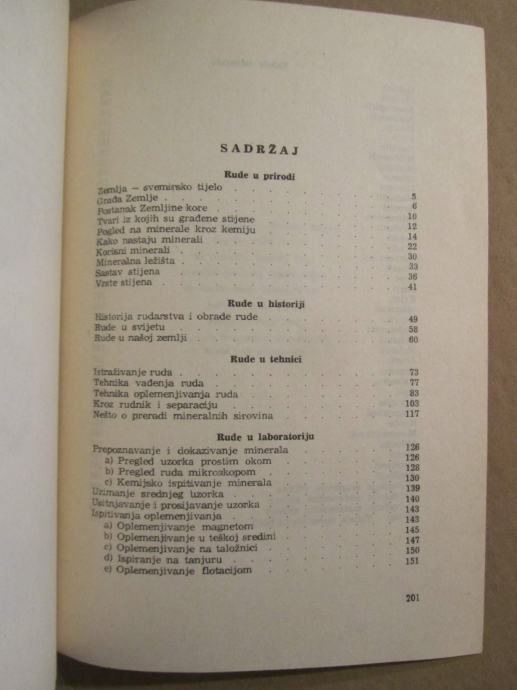 SADRŽAJ
Rude u prirodi
Zemlja — svemirsko tijelo . . . 5
Građa Zemlje . . . 6
Postanak Zemljine kore . . . 10
Tvari iz kojih su građene stijene . . . 12
Pogled na minerale kroz kemiju . . . 14
Kako nastaju minerali . . . 22
Korisni minerali . . . 30
Mineralna ležišta . . . 33
Sastav stijena . . . 36
Vrste stijena . . . 41
Rude u historiji
Historija rudarstva i obrade rude . . . 49
Rude u svijetu . . . 58
Rude u našoj zemlji . . . 60
Rude u tehnici
Istraživanje ruda . . . 73
Tehnika vađenja ruda . . . 77
Tehnika oplemenjivanja ruda . . . 83
Kroz rudnik i separaciju . . . 103
Nešto o preradi mineralnih sirovina . . . 117
Rude u laboratoriju
Prepoznavanje i dokazivanje minerala . . . 126
a) Pregled uzorka prostim okom . . . 126
b) Pregled ruda mikroskopom . . . 128
c) Kemijsko ispitivanje minerala . . . 130
Uzimanje srednjeg uzorka . . . 139
Usitnjavanje i prosijavanje uzorka . . . 140
Ispitivanja oplemenjivanja . . . 143
a) Oplemenjivanje magnetom . . . 143
b) Oplemenjivanje u teškoj sredini . . . 145
c) Oplemenjivanje na taložnici . . . 147
d) Ispiranje na tanjuru . . . 150
e) Oplemenjivanje flotacijom . . . 151
201